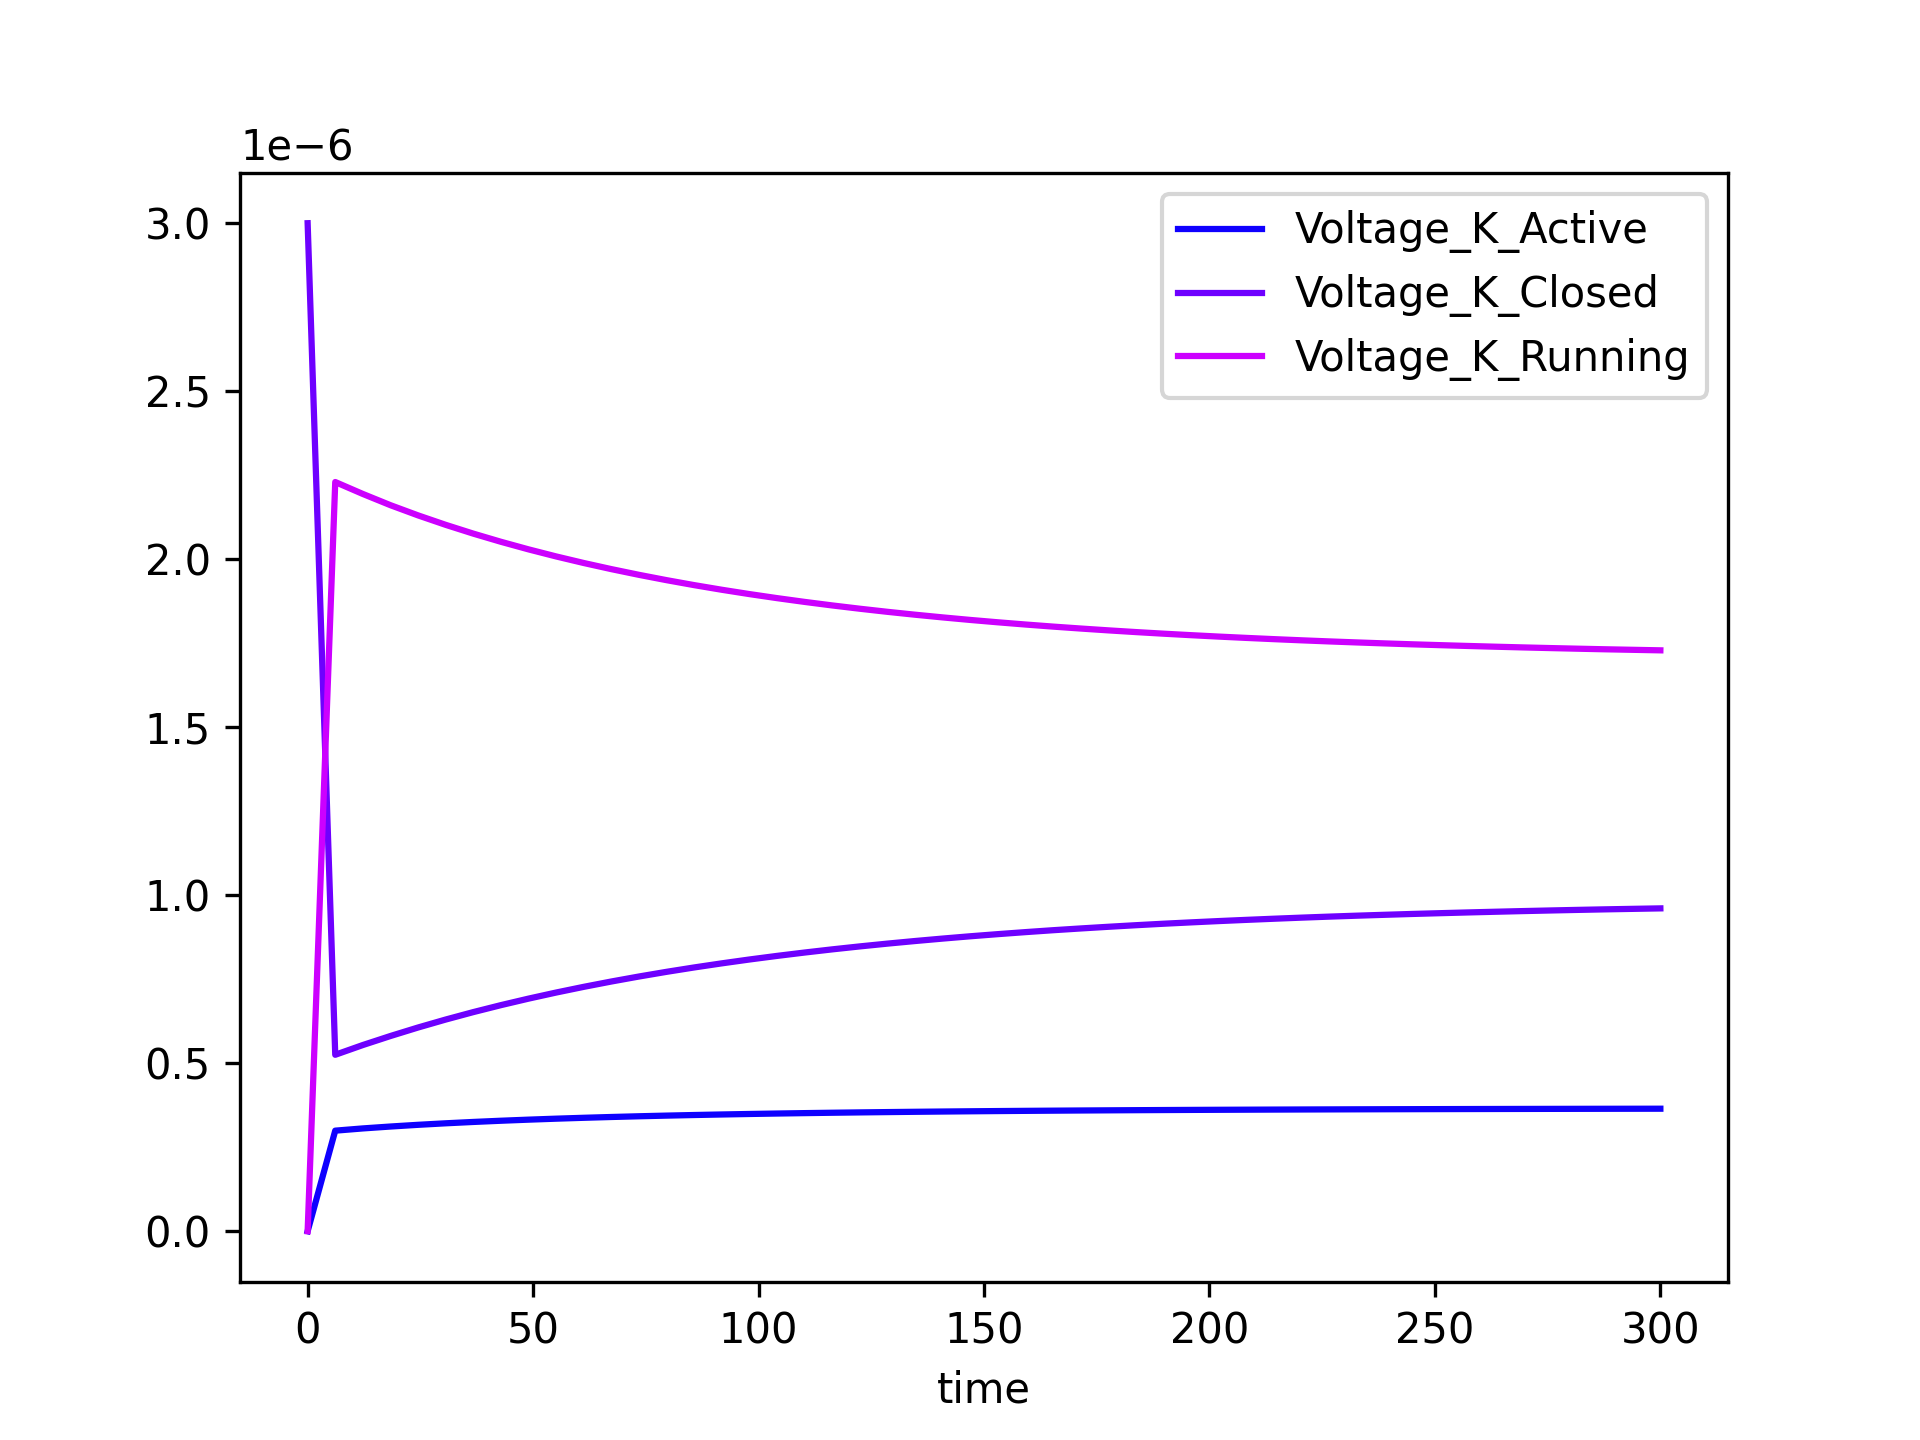 1e−6
3.0
2.5
2.0
1.5
1.0
0.5
0.0
Voltage_K_Active
Voltage_K_Closed
Voltage_K_Running
0 50 100 150 200 250 300
time